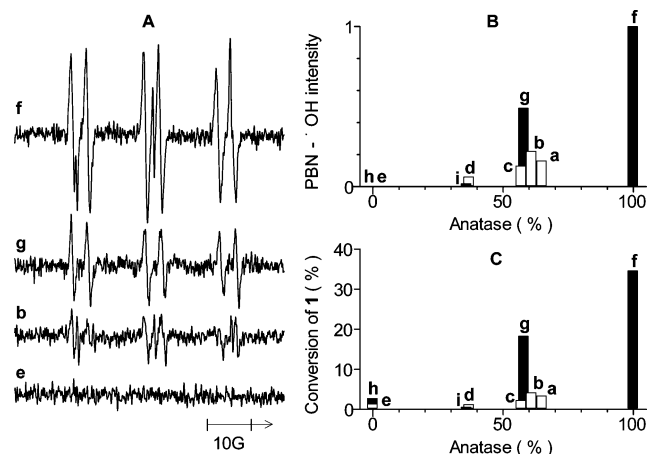 A
f
g
b
e
10G
B
PBN - ˙ OH intensity
1
0
f
g
b
a
c
d
i
h e
0
50
100
Anatase ( % )
C
Conversion of 1 ( % )
40
30
20
10
0
f
g
b
a
c
d
i
h
e
0
50
100
Anatase ( % )